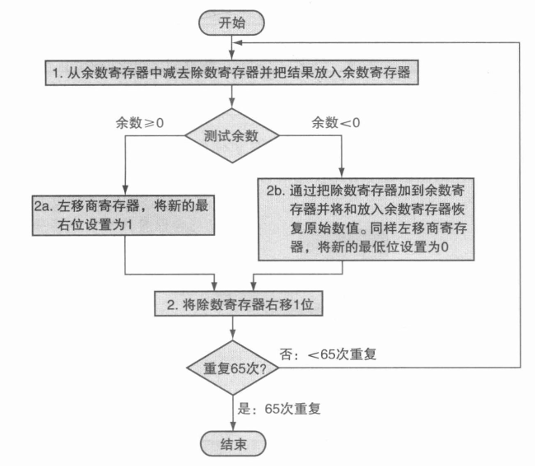 开始
1. 从余数寄存器中减去除数寄存器并把结果放入余数寄存器
余数≥0
测试余数
余数<0
2a. 左移商寄存器，将新的最
右位设置为1
2b. 通过把除数寄存器加到余数寄
存器并将和放入余数寄存器恢
复原始数值。同样左移商寄存
器，将新的最低位设置为0
2. 将除数寄存器右移1位
否：<65次重复
重复65次?
是：65次重复
结束